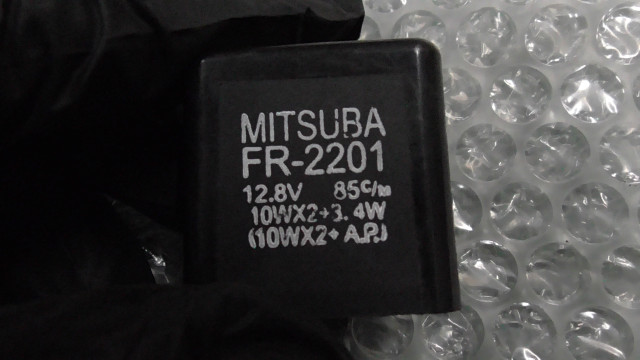 MITSUBA
FR-2201
12.8V 85c/m
10WX2+3.4W
(10WX2+A.P.)